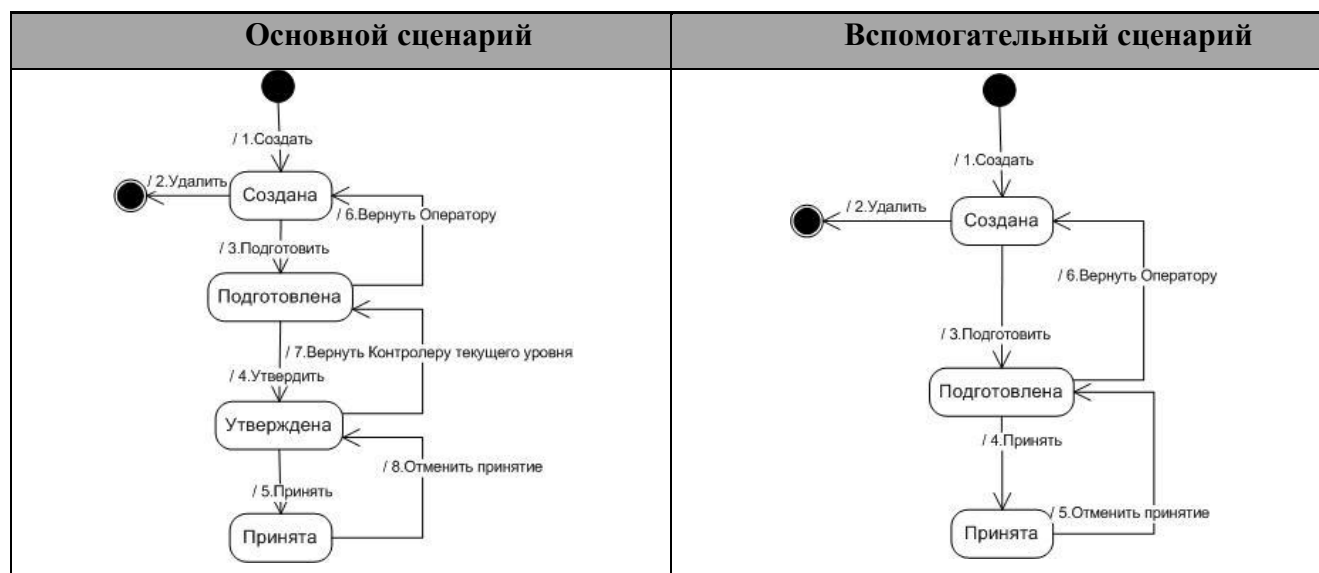 Основной сценарий
/ 1.Создать
/ 2.Удалить
Создана
/ 6.Вернуть Оператору
/ 3.Подготовить
Подготовлена
/ 7.Вернуть Контролеру текущего уровня
/ 4.Утвердить
Утверждена
/ 8.Отменить принятие
/ 5.Принять
Принята
Вспомогательный сценарий
/ 1.Создать
/ 2.Удалить
Создана
/ 6.Вернуть Оператору
/ 3.Подготовить
Подготовлена
/ 4.Принять
/ 5.Отменить принятие
Принята